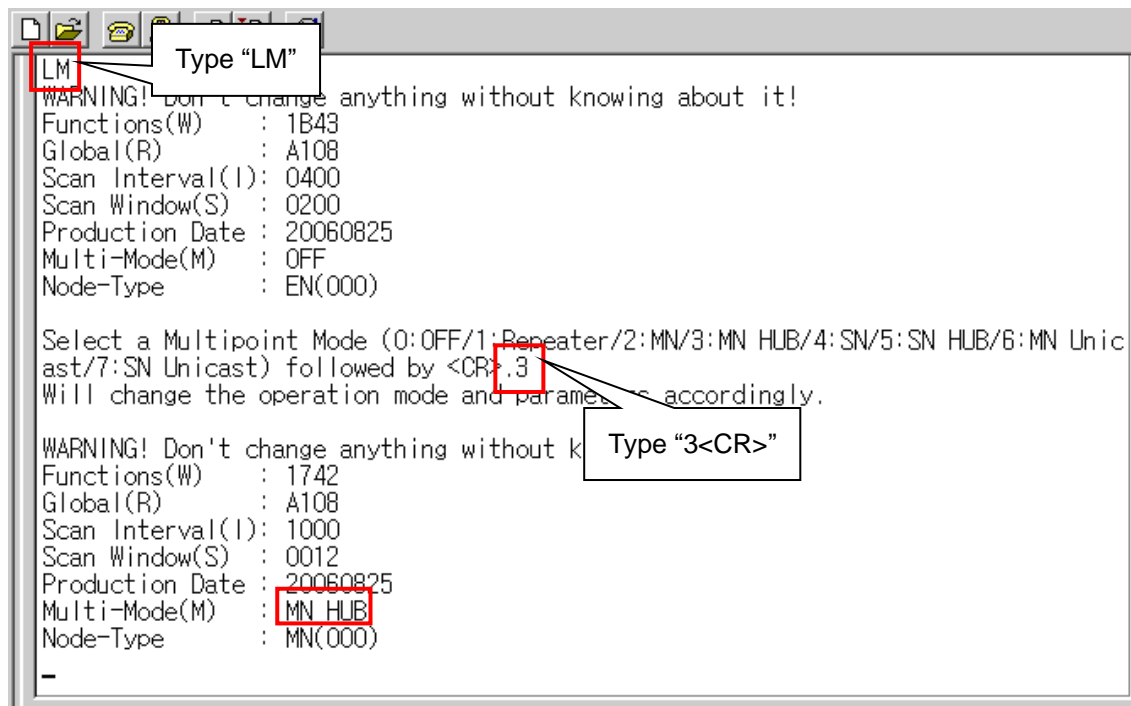 Type “LM”
LM
WARNING! Don't change anything without knowing about it!
Functions(W) : 1B43
Global(R) : A108
Scan Interval(I): 0400
Scan Window(S) : 0200
Production Date : 20060825
Multi-Mode(M) : OFF
Node-Type : EN(000)
Select a Multipoint Mode (0:OFF/1:Repeater/2:MN/3:MN HUB/4:SN/5:SN HUB/6:MN Unic
ast/7:SN Unicast) followed by <CR>.3
Will change the operation mode and parameters accordingly.
Type “3<CR>”
WARNING! Don't change anything without k
Functions(W) : 1742
Global(R) : A108
Scan Interval(I): 1000
Scan Window(S) : 0012
Production Date : 20060825
Multi-Mode(M) : MN HUB
Node-Type : MN(000)